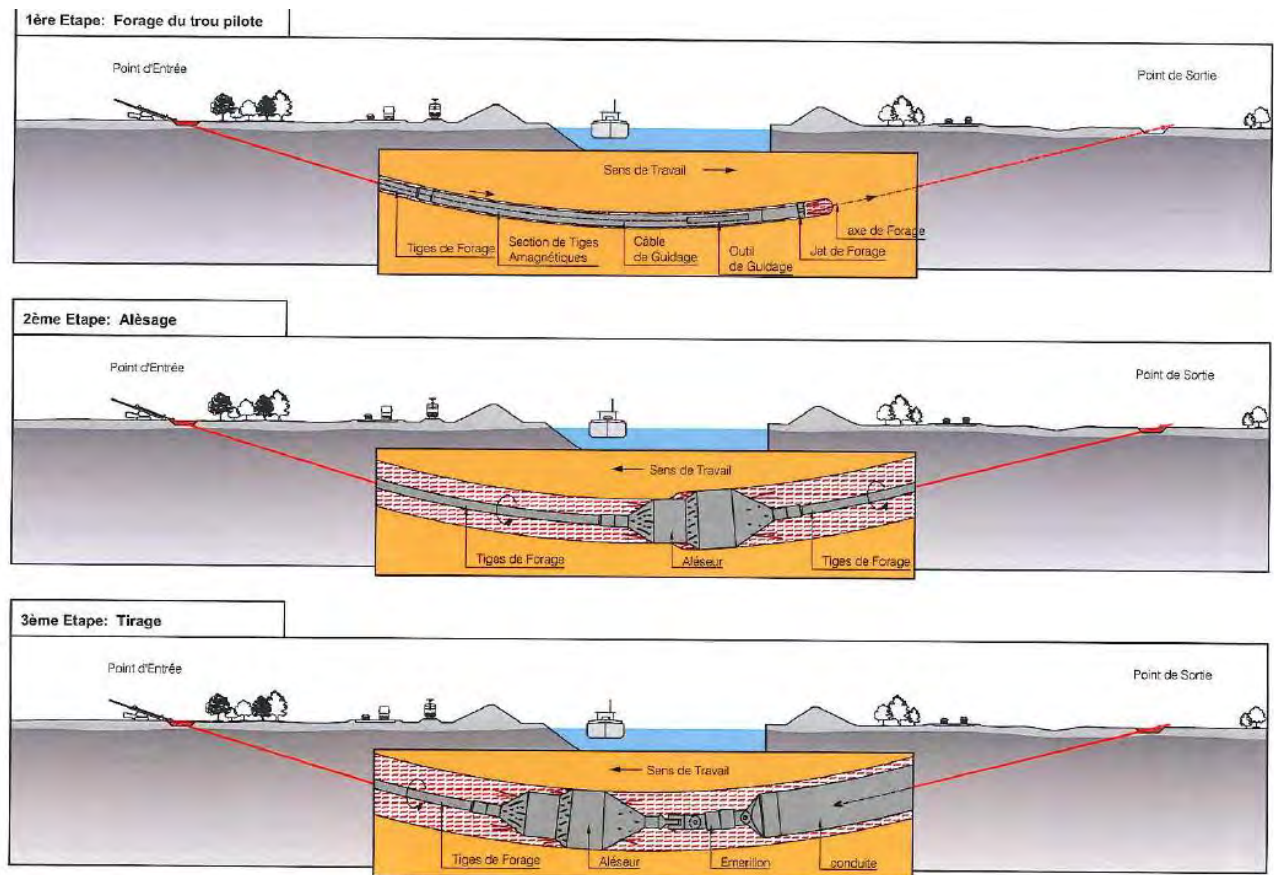 1ère Etape: Forage du trou pilote
Point d'Entrée
Point de Sortie
Sens de Travail
axe de Forage
Tiges de Forage
Section de Tiges
Amagnétiques
Câble
de Guidage
Outil
de Guidage
Jet de Forage
2ème Etape: Alèsage
Point d'Entrée
Point de Sortie
Sens de Travail
Tiges de Forage
Aléseur
Tiges de Forage
3ème Etape: Tirage
Point d'Entrée
Point de Sortie
Sens de Travail
Tiges de Forage
Aléseur
Emerillon
conduite